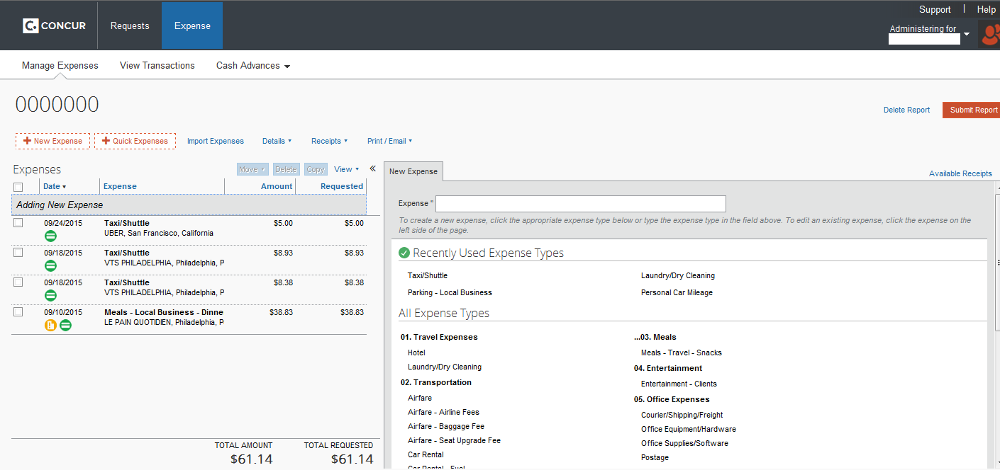 Support | Help
C. CONCUR Requests Expense
Administering for
Manage Expenses View Transactions Cash Advances
0000000
Delete Report Submit Report
New Expense Quick Expenses Import Expenses Details Receipts Print / Email
Expenses Move Delete Copy View «
New Expense Available Receipts
Date Expense Amount Requested
Adding New Expense
09/24/2015 Taxi/Shuttle $5.00 $5.00
UBER, San Francisco, California
09/18/2015 Taxi/Shuttle $8.93 $8.93
VTS PHILADELPHIA, Philadelphia, P
09/18/2015 Taxi/Shuttle $8.38 $8.38
VTS PHILADELPHIA, Philadelphia, P
09/10/2015 Meals - Local Business - Dinne $38.83 $38.83
LE PAIN QUOTIDIEN, Philadelphia, P
TOTAL AMOUNT TOTAL REQUESTED
$61.14 $61.14
Expense *
To create a new expense, click the appropriate expense type below or type the expense type in the field above. To edit an existing expense, click the expense on the
left side of the page.
Recently Used Expense Types
Taxi/Shuttle Laundry/Dry Cleaning
Parking - Local Business Personal Car Mileage
All Expense Types
01. Travel Expenses
Hotel
Laundry/Dry Cleaning
02. Transportation
Airfare
Airfare - Airline Fees
Airfare - Baggage Fee
Airfare - Seat Upgrade Fee
Car Rental
Car Rental - Fuel
...03. Meals
Meals - Travel - Snacks
04. Entertainment
Entertainment - Clients
05. Office Expenses
Courier/Shipping/Freight
Office Equipment/Hardware
Office Supplies/Software
Postage